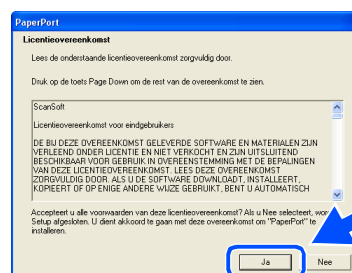 PaperPort
Licentieovereenkomst
Lees de onderstaande licentieovereenkomst zorgvuldig door.
Druk op de toets Page Down om de rest van de overeenkomst te zien.
ScanSoft
Licentieovereenkomst voor eindgebruikers
DE BIJ DEZE OVEREENKOMST GELEVERDE SOFTWARE EN MATERIALEN ZIJN
VERLEEND ONDER LICENTIE EN NIET VERKOCHT EN ZIJN UITSLUITEND
BESCHIKBAAR VOOR GEBRUIK IN OVEREENSTEMMING MET DE BEPALINGEN
VAN DEZE LICENTIEOVEREENKOMST. LEES DEZE OVEREENKOMST
ZORGVULDIG DOOR. ALS U DE SOFTWARE DOWNLOADT, INSTALLEERT,
KOPIEERT OF OP ENIGE ANDERE WIJZE GEBRUIKT, BENT U AUTOMATISCH
Accepteert u alle voorwaarden van deze licentieovereenkomst? Als u Nee selecteert,
Setup afgesloten. U dient akkoord te gaan met deze overeenkomst om "PaperPort" te
installeren.
Ja
Nee